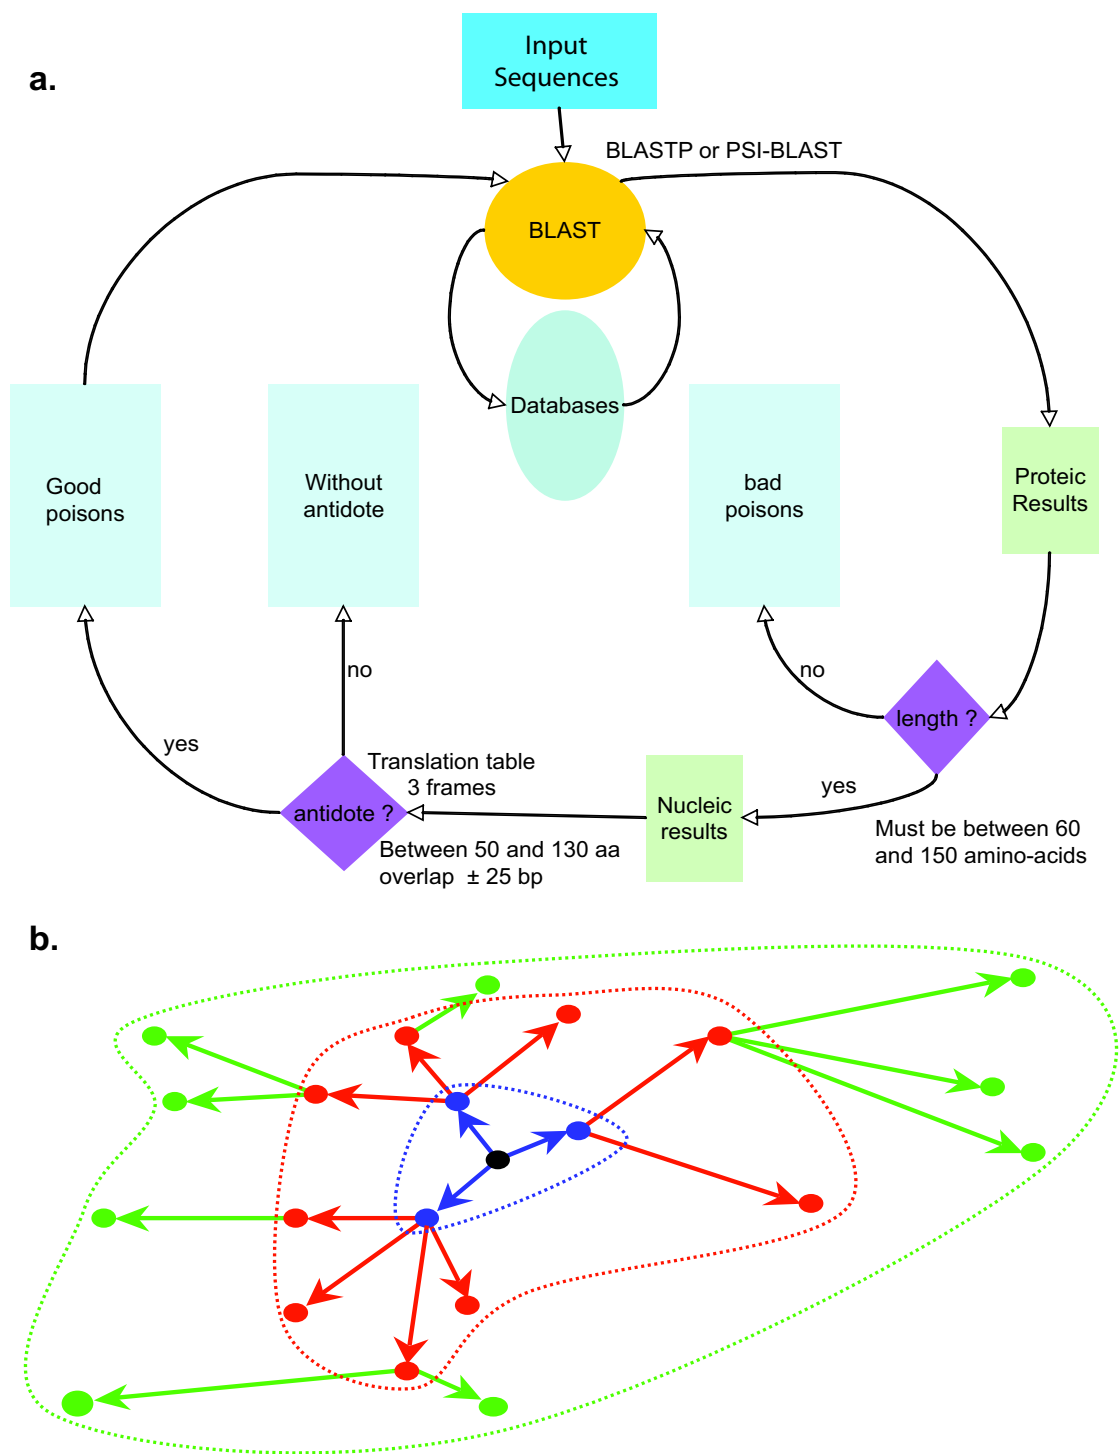 a.
Input
Sequences
BLASTP or PSI-BLAST
BLAST
Databases
Good
poisons
Without
antidote
bad
poisons
Proteic
Results
no
no
length ?
yes
Translation table
3 frames
yes
antidote ?
Nucleic
results
Must be between 60
and 150 amino-acids
Between 50 and 130 aa
overlap ± 25 bp
b.